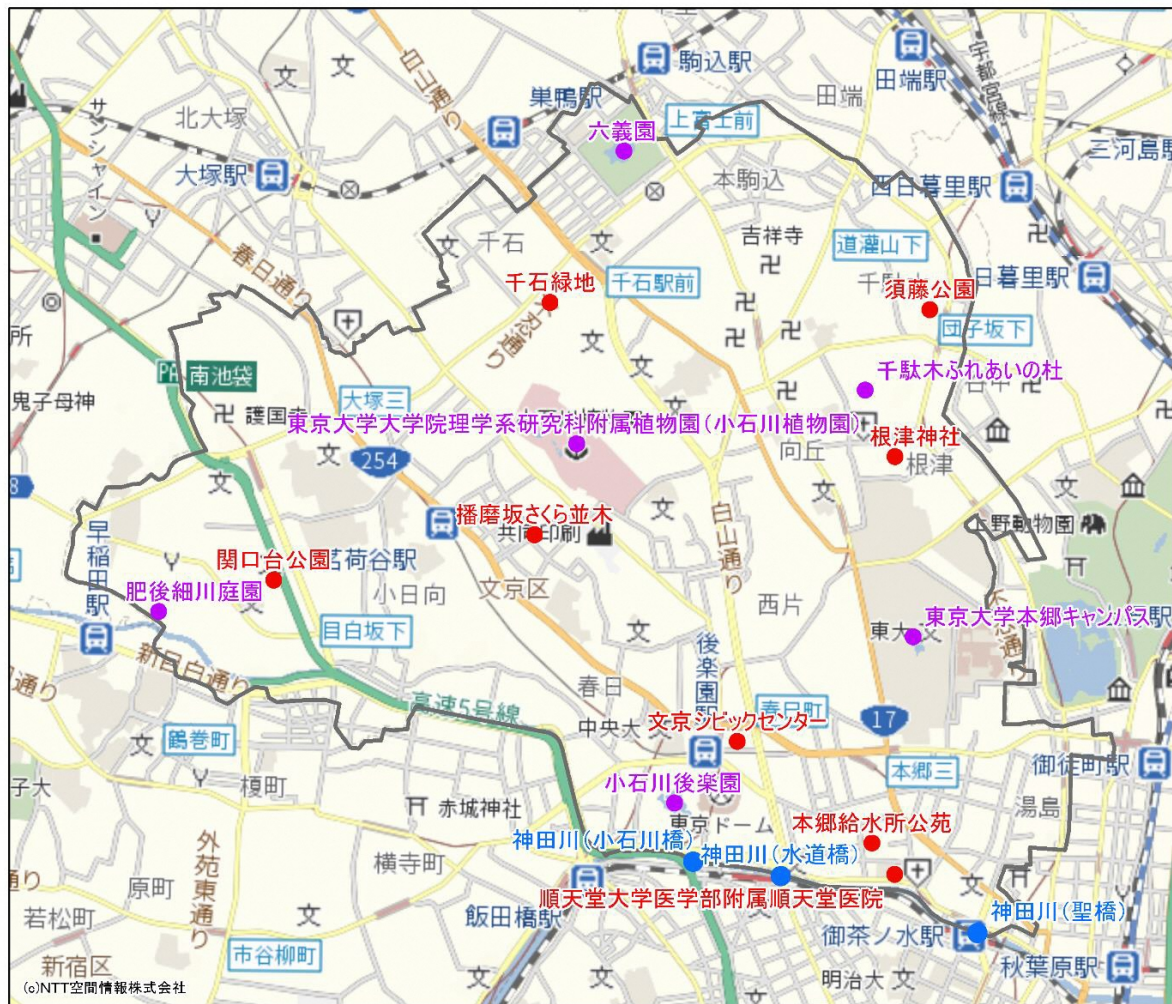 駒込駅
田端駅
宇都宮線
巣鴨駅
白山通り
上富士前
田端
北大塚
六義園
サンシャイン
大塚駅
本駒込
西日暮里駅
千石
吉祥寺
道灌山下
春日通り
千石緑地
千石駅前
須藤公園
日暮里駅
不忍通り
団子坂下
南池袋
大塚三
千駄木ふれあいの杜
鬼子母神
護国寺
東京大学大学院理学系研究科附属植物園(小石川植物園)
向丘
根津神社
根津
254
播磨坂さくら並木
共同印刷
白山通り
上野動物園
早稲田駅
関口台公園
茗荷谷駅
肥後細川庭園
小日向
文京区
西片
東京大学本郷キャンパス
東大
目白坂下
新目白通り
後楽園駅
高速5号線
春日
春日町
17
中央大
文京シビックセンター
鶴巻町
本郷三
御徒町駅
榎町
小石川後楽園
湯島
赤城神社
東京ドーム
本郷給水所公苑
神田川(小石川橋)
神田川(水道橋)
外苑東通り
横寺町
原町
順天堂大学医学部附属順天堂医院
若松町
飯田橋駅
神田川(聖橋)
御茶ノ水駅
市谷柳町
新宿区
明治大
秋葉原駅
(c)NTT空間情報株式会社